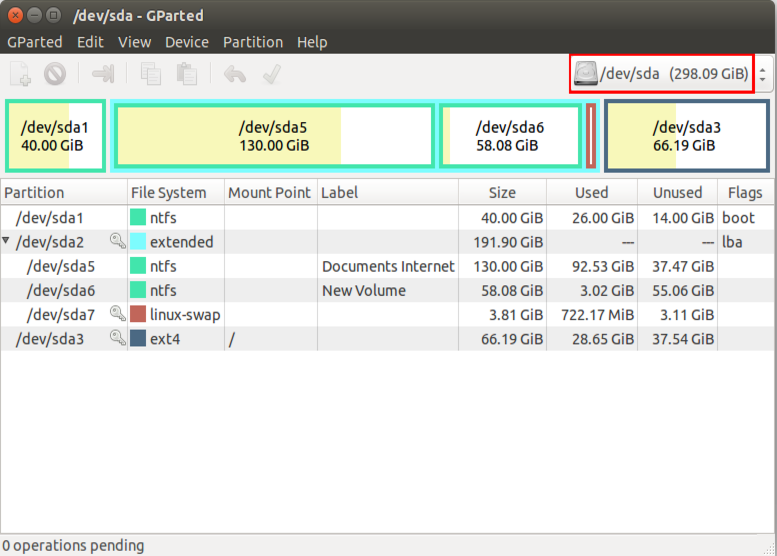 /dev/sda - GParted
GParted Edit View Device Partition Help
/dev/sda (298.09 GiB)
/dev/sda1
40.00 GiB
/dev/sda5
130.00 GiB
/dev/sda6
58.08 GiB
/dev/sda3
66.19 GiB
Partition File System Mount Point Label Size Used Unused Flags
/dev/sda1 ntfs 40.00 GiB 26.00 GiB 14.00 GiB boot
/dev/sda2 extended 191.90 GiB --- --- lba
/dev/sda5 ntfs Documents Internet 130.00 GiB 92.53 GiB 37.47 GiB
/dev/sda6 ntfs New Volume 58.08 GiB 3.02 GiB 55.06 GiB
/dev/sda7 linux-swap 3.81 GiB 722.17 MiB 3.11 GiB
/dev/sda3 ext4 / 66.19 GiB 28.65 GiB 37.54 GiB
0 operations pending